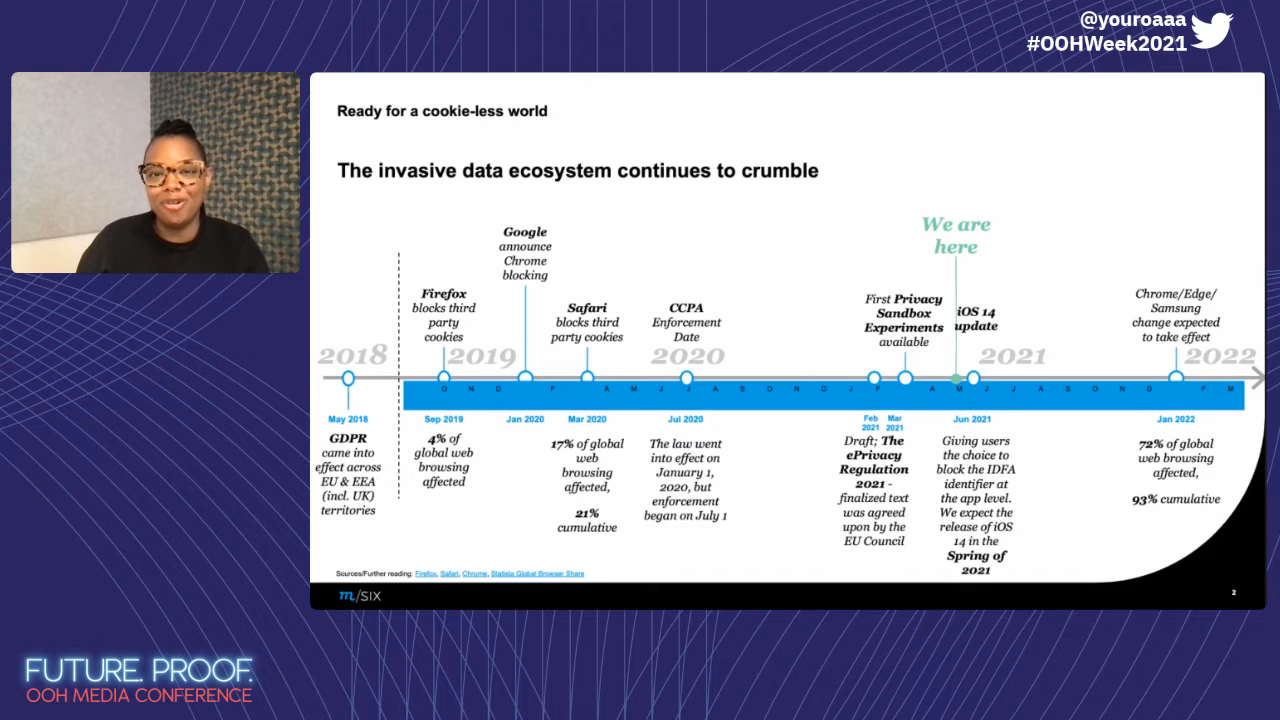 @youroaaa
#OOHWeek2021
Ready for a cookie-less world
The invasive data ecosystem continues to crumble
We are
here
Google
announce
Chrome
blocking
Firefox
blocks third
party
cookies
Safari
blocks third
party cookies
CCPA
Enforcement
Date
First Privacy
Sandbox
Experiments
available
iOS 14
update
Chrome/Edge/
Samsung
change expected
to take effect
2018
2019
2020
2021
2022
O N D F A M J J A S O N D J F A M J J A S O N D F M
May 2018
Sep 2019
Jan 2020
Mar 2020
Jul 2020
Feb
2021
Mar
2021
Jun 2021
Jan 2022
GDPR
came into
effect across
EU & EEA
(incl. UK)
territories
4% of
global web
browsing
affected
17% of global
web
browsing
affected,
21%
cumulative
The law went
into effect on
January 1,
2020, but
enforcement
began on July 1
Draft; The
ePrivacy
Regulation
2021 -
finalized text
was agreed
upon by the
EU Council
Giving users
the choice to
block the IDFA
identifier at
the app level.
We expect the
release of iOS
14 in the
Spring of
2021
72% of global
web browsing
affected,
93% cumulative
Sources/Further reading: Firefox, Safari, Chrome, Statista Global Browser Share
m/SIX
2
FUTURE. PROOF.
OOH MEDIA CONFERENCE